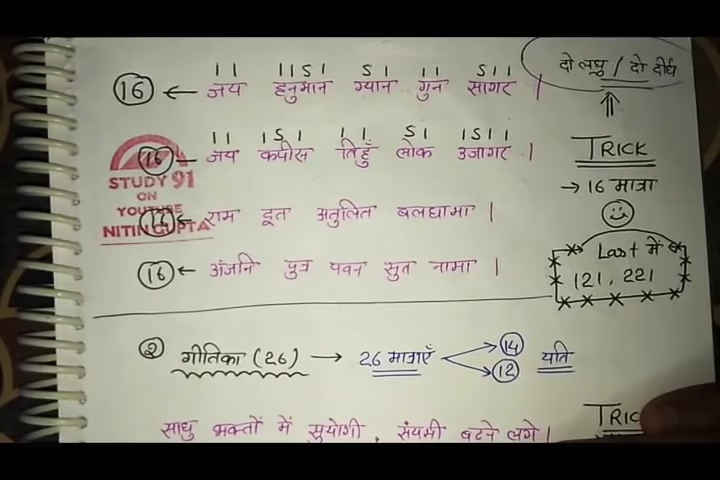 दो लघु / दो दीर्घ
।। ।।ऽ। ऽ। ।। ऽ।।
16 ← जय हनुमान ग्यान गुन सागर |
।। ।ऽ। ।। ऽ। ।ऽ।।
16 ← जय कपीस तिहुँ लोक उजागर |
TRICK
→ 16 मात्रा
STUDY 91
ON
YOUTUBE
NITIN GUPTA
16 ← राम दूत अतुलित बलधामा |
Last में
121, 221
16 ← अंजनि पुत्र पवन सुत नामा |
② गीतिका (26) → 26 मात्राएँ 14 12 यति
TRIC
साधु भक्तों में सुयोगी, संयमी बढने लगे |